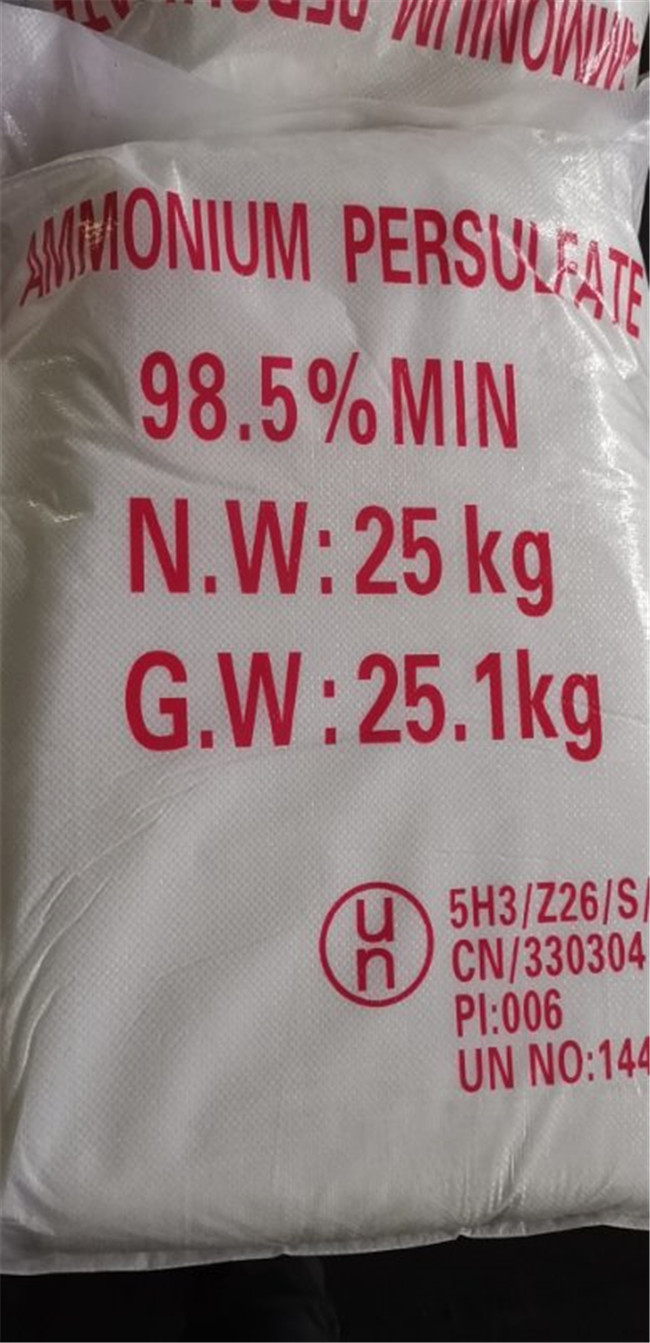 AMMONIUM
AMMONIUM PERSULFATE
98.5%MIN
N.W:25 kg
G.W:25.1kg
un
5H3/Z26/S/
CN/330304
PI:006
UN NO:144